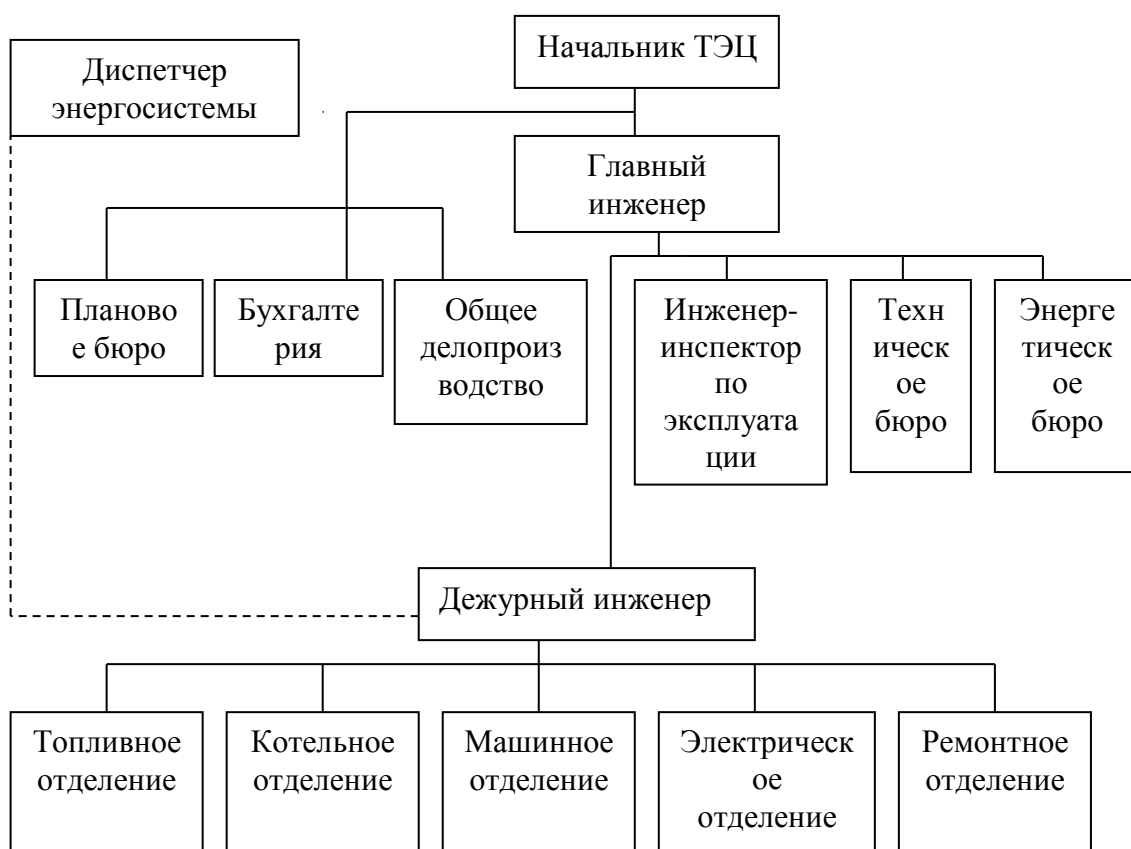 Начальник ТЭЦ
Диспетчер
энергосистемы
Главный
инженер
Планово
е бюро
Бухгалте
рия
Общее
делопроиз
водство
Инженер-
инспектор
по
эксплуата
ции
Техн
ическ
ое
бюро
Энерге
тическ
ое
бюро
Дежурный инженер
Топливное
отделение
Котельное
отделение
Машинное
отделение
Электрическ
ое
отделение
Ремонтное
отделение